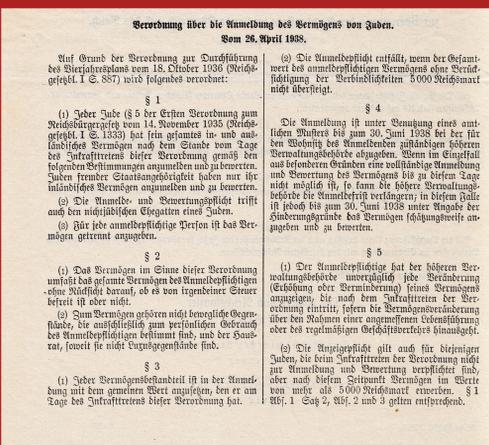 Verordnung über die Anmeldung des Vermögens von Juden.
Vom 26. April 1938.
Auf Grund der Verordnung zur Durchführung
des Vierjahresplans vom 18. Oktober 1936 (Reichs-
gesetzbl. I S. 887) wird folgendes verordnet:
§ 1
(1) Jeder Jude (§ 5 der Ersten Verordnung zum
Reichsbürgergesetz vom 14. November 1935 (Reichs-
gesetzbl. I S. 1333) hat sein gesamtes in- und aus-
ländisches Vermögen nach dem Stande vom Tage
des Inkrafttretens dieser Verordnung gemäß den
folgenden Bestimmungen anzumelden und zu bewerten.
Juden fremder Staatsangehörigkeit haben nur ihr
inländisches Vermögen anzumelden und zu bewerten.
(2) Die Anmelde- und Bewertungspflicht trifft
auch den nichtjüdischen Ehegatten eines Juden.
(3) Für jede anmeldepflichtige Person ist das Ver-
mögen getrennt anzugeben.
§ 2
(1) Das Vermögen im Sinne dieser Verordnung
umfaßt das gesamte Vermögen des Anmeldepflichtigen
ohne Rücksicht darauf, ob es von irgendeiner Steuer
befreit ist oder nicht.
(2) Zum Vermögen gehören nicht bewegliche Gegen-
stände, die ausschließlich zum persönlichen Gebrauch
des Anmeldepflichtigen bestimmt sind, und der Haus-
rat, soweit sie nicht Luxusgegenstände sind.
§ 3
(1) Jeder Vermögensbestandteil ist in der Anmel-
dung mit dem gemeinen Wert anzusetzen, den er am
Tage des Inkrafttretens dieser Verordnung hat.
(2) Die Anmeldepflicht entfällt, wenn der Gesamt-
wert des anmeldepflichtigen Vermögens ohne Berück-
sichtigung der Verbindlichkeiten 5000 Reichsmark
nicht übersteigt.
§ 4
Die Anmeldung ist unter Benutzung eines amt-
lichen Musters bis zum 30. Juni 1938 bei der für
den Wohnsitz des Anmeldenden zuständigen höheren
Verwaltungsbehörde abzugeben. Wenn im Einzelfall
aus besonderen Gründen eine vollständige Anmeldung
und Bewertung des Vermögens bis zu diesem Tage
nicht möglich ist, so kann die höhere Verwaltungs-
behörde die Anmeldefrist verlängern; in diesem Falle
ist jedoch bis zum 30. Juni 1938 unter Angabe der
Hinderungsgründe das Vermögen schätzungsweise an-
zugeben und zu bewerten.
§ 5
(1) Der Anmeldepflichtige hat der höheren Ver-
waltungsbehörde unverzüglich jede Veränderung
(Erhöhung oder Verminderung) seines Vermögens
anzuzeigen, die nach dem Inkrafttreten der Ver-
ordnung eintritt, sofern die Vermögensveränderung
über den Rahmen einer angemessenen Lebensführung
oder des regelmäßigen Geschäftsverkehrs hinausgeht.
(2) Die Anzeigepflicht gilt auch für diejenigen
Juden, die beim Inkrafttreten der Verordnung nicht
zur Anmeldung und Bewertung verpflichtet sind,
aber nach diesem Zeitpunkt Vermögen im Werte
von mehr als 5000 Reichsmark erwerben. § 1
Abs. 1 Satz 2, Abs. 2 und 3 gelten entsprechend.